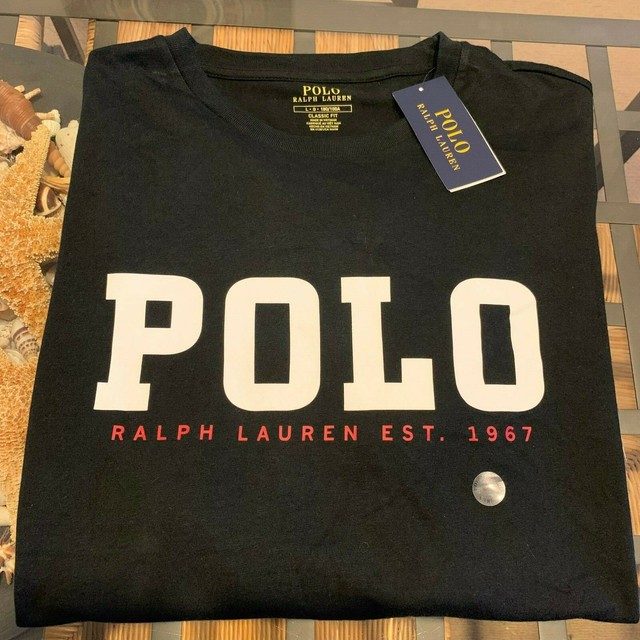 POLO
RALPH LAUREN
CLASSIC FIT
POLO
RALPH LAUREN
POLO
RALPH LAUREN EST. 1967